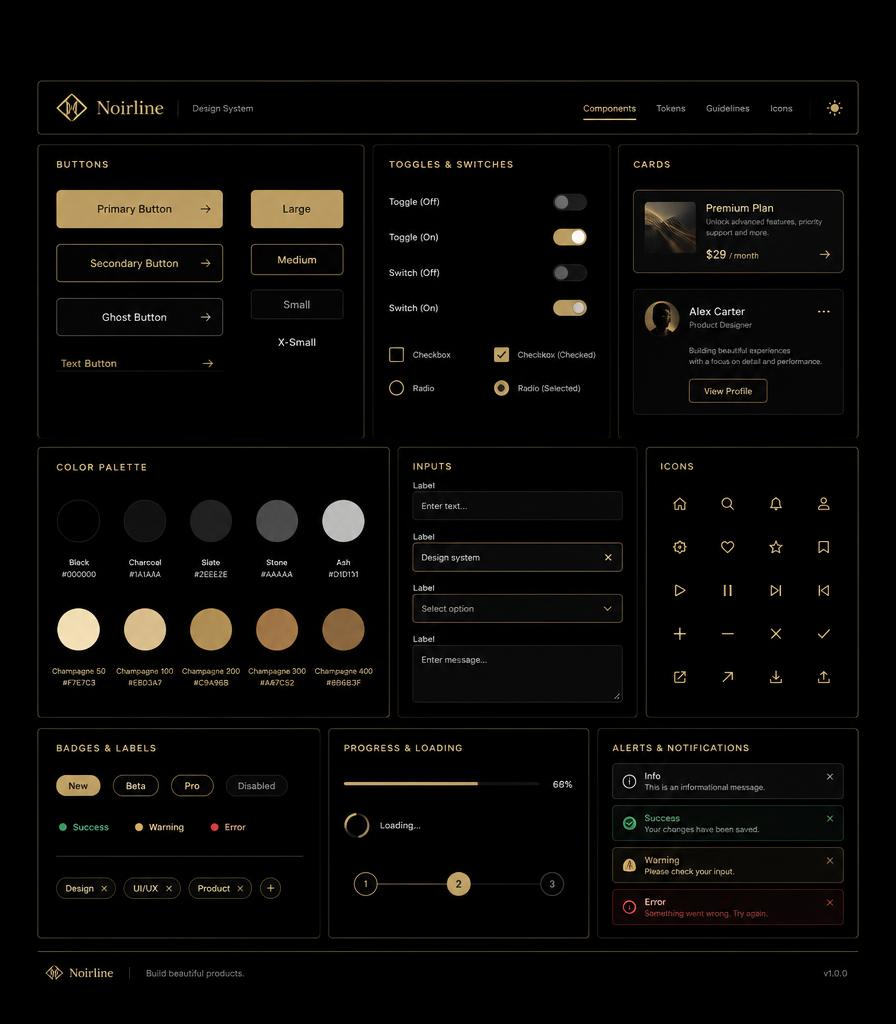 Noirline
Design System
Components
Tokens
Guidelines
Icons
BUTTONS
Primary Button
Large
Secondary Button
Medium
Ghost Button
Small
X-Small
Text Button
TOGGLES & SWITCHES
Toggle (Off)
Toggle (On)
Switch (Off)
Switch (On)
Checkbox
Checkbox (Checked)
Radio
Radio (Selected)
CARDS
Premium Plan
Unlock advanced features, priority
support and more.
$29 / month
Alex Carter
Product Designer
Building beautiful experiences
with a focus on detail and performance.
View Profile
COLOR PALETTE
Black
#000000
Charcoal
#1A1AAA
Slate
#2EEE2E
Stone
#AAAAA
Ash
#D1D131
Champagne 50
#F7E7C3
Champagne 100
#EBD3A7
Champagne 200
#C9A96B
Champagne 300
#AA7C52
Champagne 400
#8B6B3F
INPUTS
Label
Enter text...
Label
Design system
Label
Select option
Label
Enter message...
ICONS
BADGES & LABELS
New
Beta
Pro
Disabled
Success
Warning
Error
Design
UI/UX
Product
PROGRESS & LOADING
66%
Loading...
1
2
3
ALERTS & NOTIFICATIONS
Info
This is an informational message.
Success
Your changes have been saved.
Warning
Please check your input.
Error
Something went wrong. Try again.
Noirline
Build beautiful products.
v1.0.0